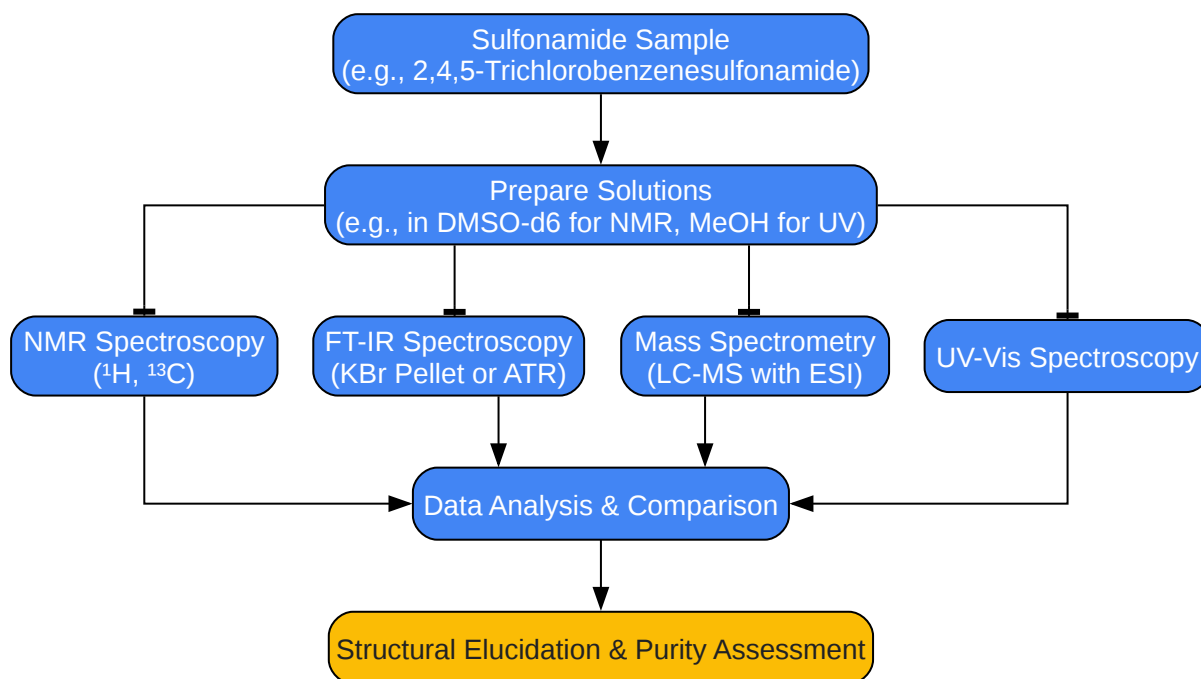 Sulfonamide Sample
(e.g., 2,4,5-Trichlorobenzenesulfonamide)
Prepare Solutions
(e.g., in DMSO-d6 for NMR, MeOH for UV)
NMR Spectroscopy
(¹H, ¹³C)
FT-IR Spectroscopy
(KBr Pellet or ATR)
Mass Spectrometry
(LC-MS with ESI)
UV-Vis Spectroscopy
Data Analysis & Comparison
Structural Elucidation & Purity Assessment